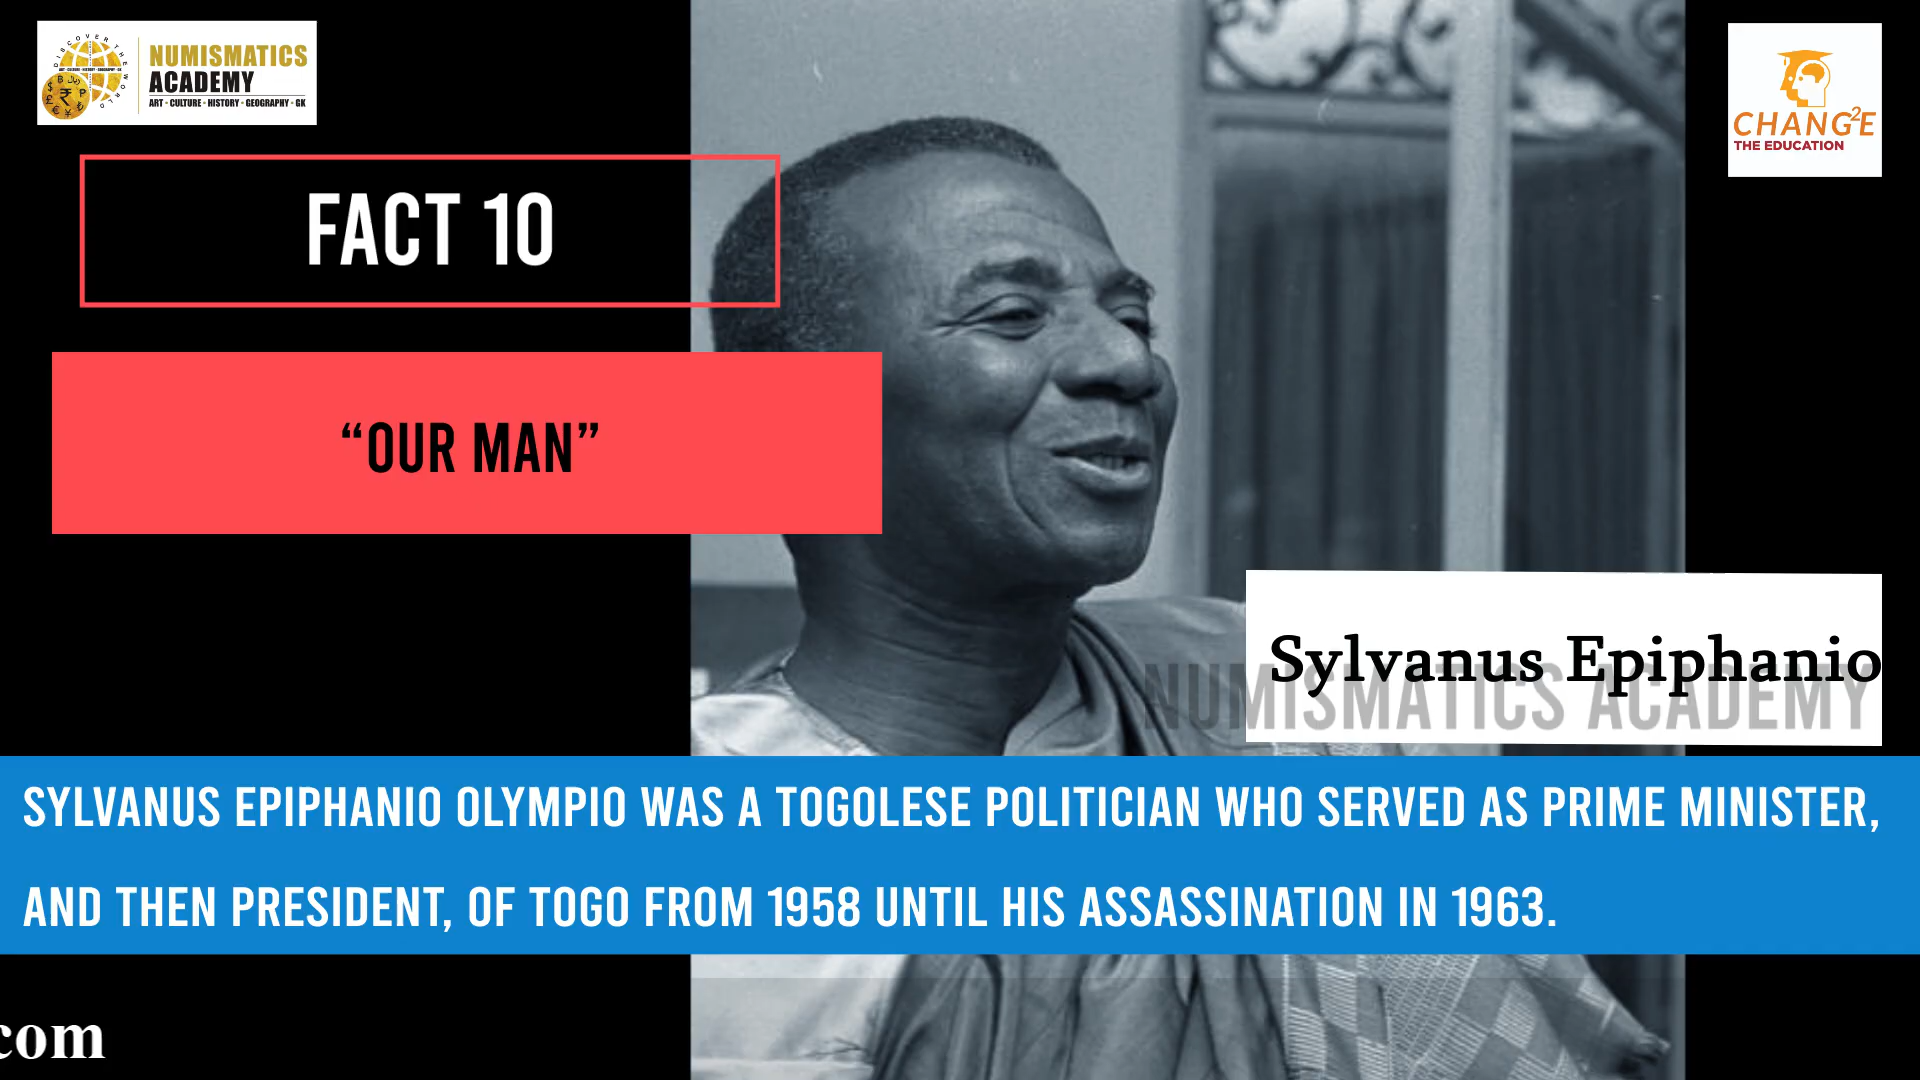 NUMISMATICS
ACADEMY
ART - CULTURE - HISTORY - GEOGRAPHY - GK
CHANG2E
THE EDUCATION
FACT 10
“OUR MAN”
Sylvanus Epiphanio
NUMISMATICS ACADEMY
SYLVANUS EPIPHANIO OLYMPIO WAS A TOGOLESE POLITICIAN WHO SERVED AS PRIME MINISTER,
AND THEN PRESIDENT, OF TOGO FROM 1958 UNTIL HIS ASSASSINATION IN 1963.
com